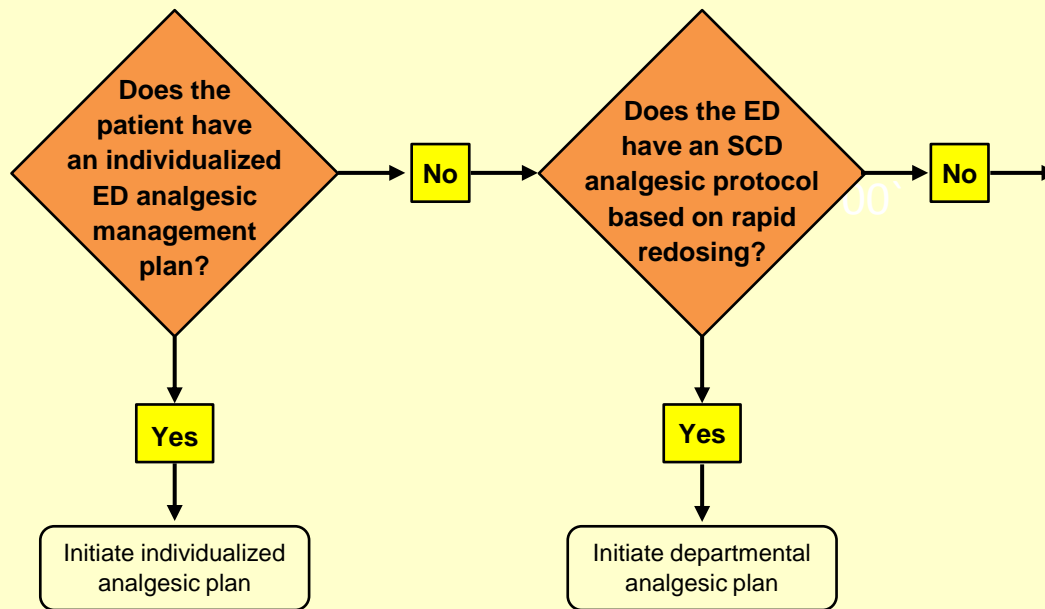 Does the
patient have
an individualized
ED analgesic
management
plan?
No
Does the ED
have an SCD
analgesic protocol
based on rapid
redosing?
00`
No
Yes
Yes
Initiate individualized
analgesic plan
Initiate departmental
analgesic plan